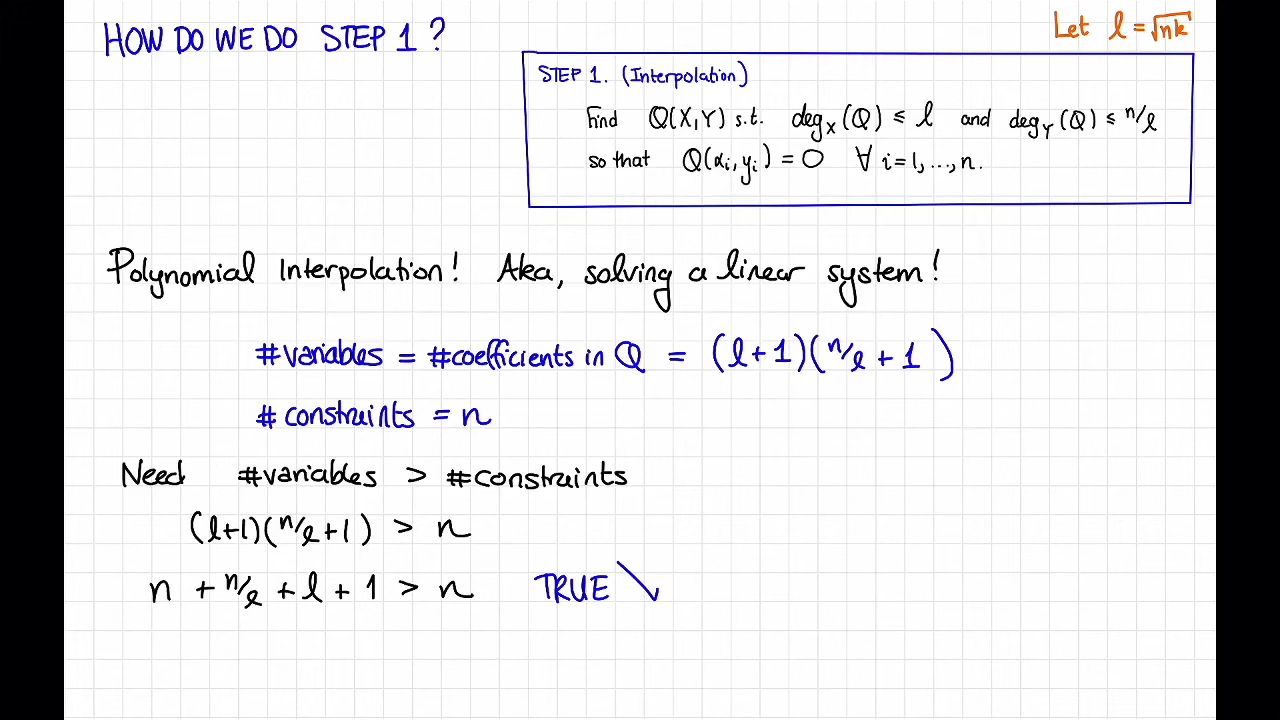 HOW DO WE DO STEP 1?
Let l = √nk
STEP 1. (Interpolation)
Find Q(X,Y) s.t. deg_X(Q) ≤ l and deg_Y(Q) ≤ n/l
so that Q(α_i, y_i) = 0 ∀ i=1,...,n.
Polynomial Interpolation! Aka, solving a linear system!
#variables = #coefficients in Q = (l+1)(n/l + 1)
#constraints = n
Need #variables > #constraints
(l+1)(n/l+1) > n
n + n/l + l + 1 > n TRUE